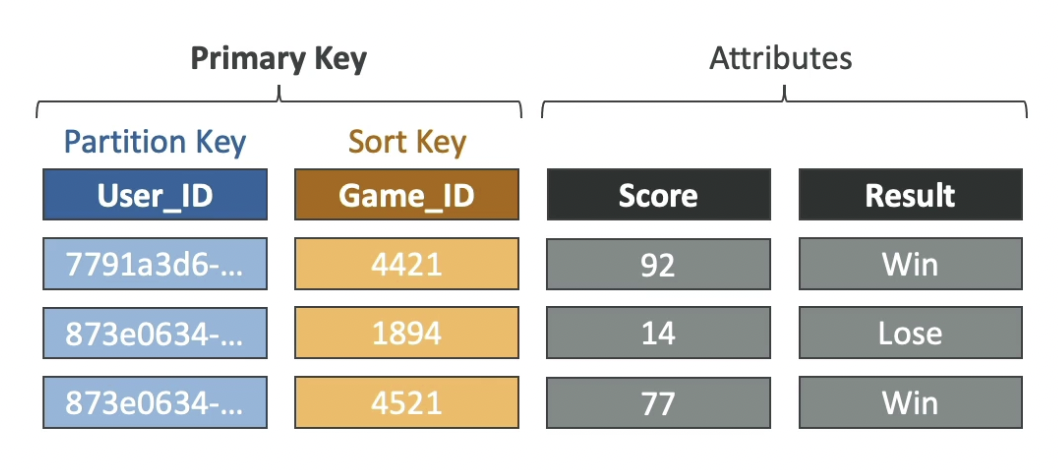 Primary Key Attributes
Partition Key Sort Key
User_ID Game_ID Score Result
7791a3d6-... 4421 92 Win
873e0634-... 1894 14 Lose
873e0634-... 4521 77 Win